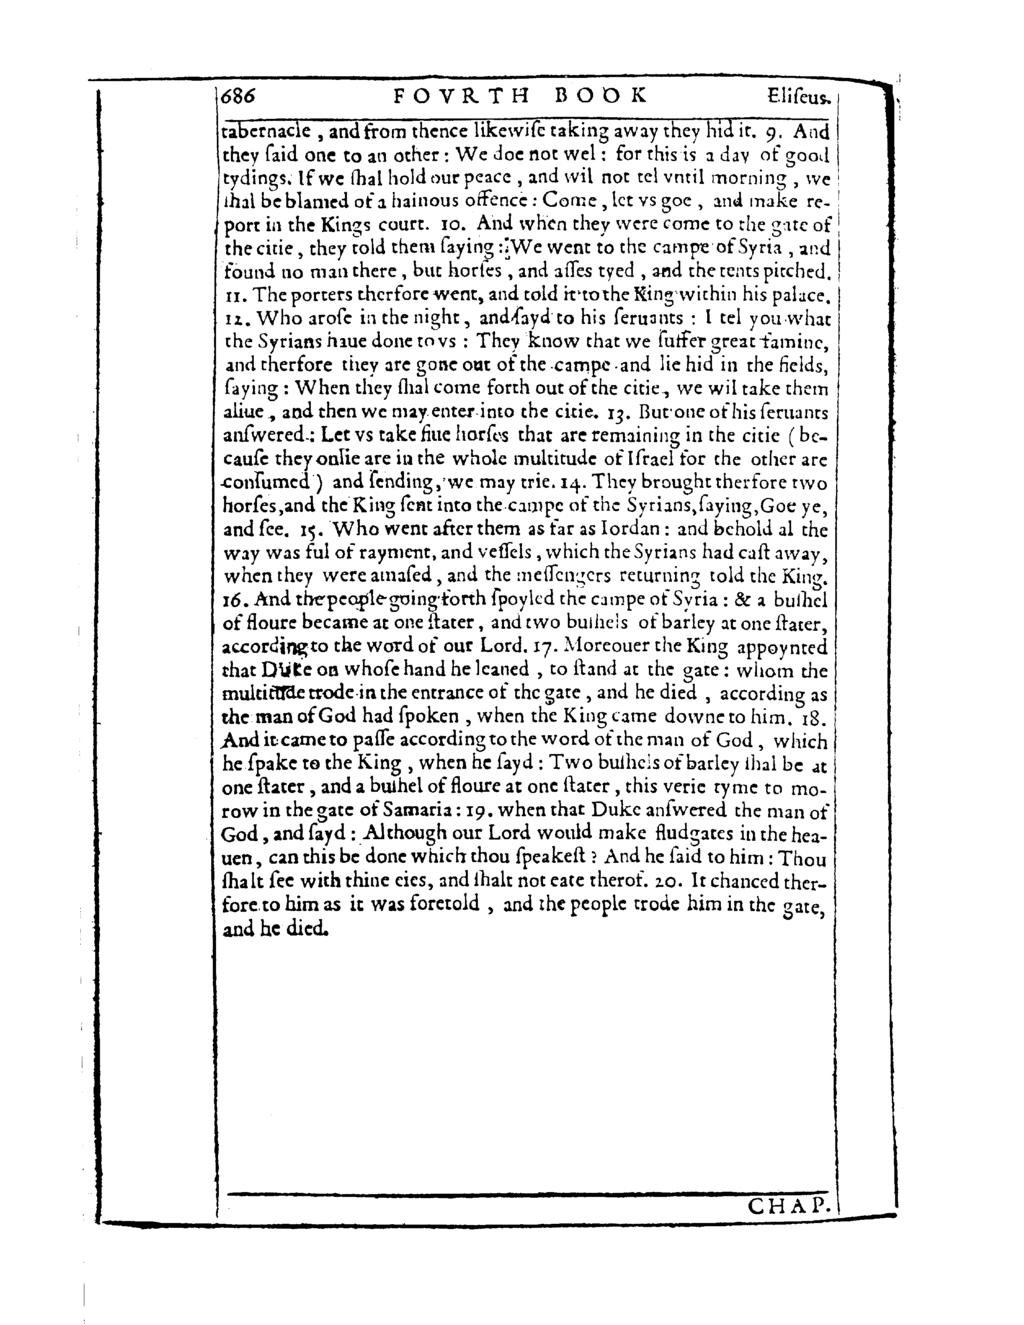 686 FOVRTH BOOK Eliſeus.
tabernacle , and from thence likewiſe taking away they hid it. 9. And
they ſaid one to an other : We doe not wel : for this is a day of good
tydings. If we ſhal hold our peace , and wil not tel vntil morning , we
ſhal be blamed of a hainous offence : Come , let vs goe , and make re-
port in the Kings court. 10. And when they were come to the gate of
the citie , they told them ſaying : We went to the campe of Syria , and
found no man there , but horſes , and aſſes tyed , and the tents pitched.
11. The porters therfore went, and told it to the King within his palace.
12. Who aroſe in the night , and ſayd to his ſeruants : I tel you what
the Syrians haue done to vs : They know that we ſuffer great famine,
and therfore they are gone out of the campe and lie hid in the fields,
ſaying : When they ſhal come forth out of the citie , we wil take them
aliue , and then we may enter into the citie. 13. But one of his ſeruants
anſwered : Let vs take fiue horſes that are remaining in the citie ( be-
cauſe they onlie are in the whole multitude of Iſrael for the other are
conſumed ) and ſending, we may trie. 14. They brought therfore two
horſes,and the King ſent into the campe of the Syrians,ſaying,Goe ye,
and ſee. 15. Who went after them as far as Iordan : and behold al the
way was ful of rayment, and veſſels , which the Syrians had caſt away,
when they were amaſed , and the meſſengers returning told the King.
16. And the people going forth ſpoyled the campe of Syria : & a buſhel
of floure became at one ſtater , and two buſhels of barley at one ſtater,
according to the word of our Lord. 17. Moreouer the King appoynted
that Duke on whoſe hand he leaned , to ſtand at the gate : whom the
multitude trode in the entrance of the gate , and he died , according as
the man of God had ſpoken , when the King came downe to him. 18.
And it came to paſſe according to the word of the man of God , which
he ſpake to the King , when he ſayd : Two buſhels of barley ſhal be at
one ſtater , and a buſhel of floure at one ſtater , this verie tyme to mo-
row in the gate of Samaria : 19. when that Duke anſwered the man of
God , and ſayd : Although our Lord would make fludgates in the hea-
uen , can this be done which thou ſpeakeſt ? And he ſaid to him : Thou
ſhalt ſee with thine eies, and ſhalt not eate therof. 20. It chanced ther-
fore to him as it was foretold , and the people trode him in the gate,
and he died.
CHAP.